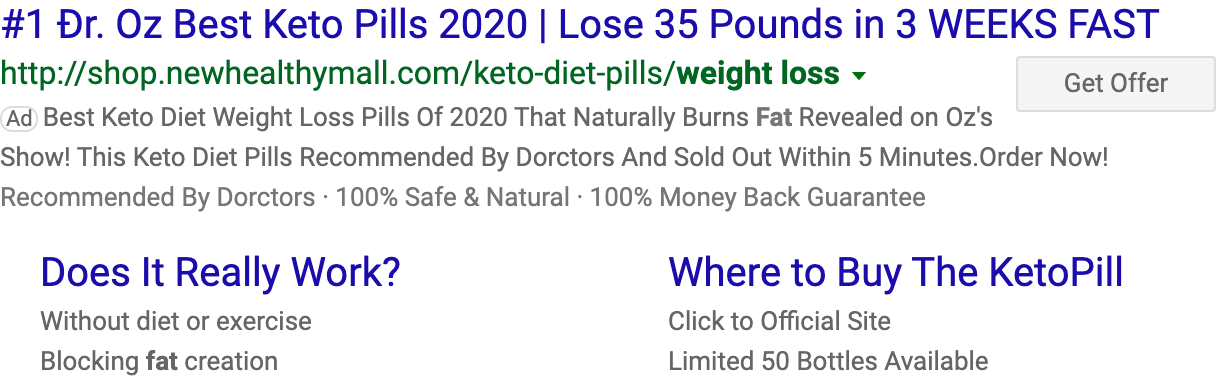 #1 Đr. Oz Best Keto Pills 2020 | Lose 35 Pounds in 3 WEEKS FAST
http://shop.newhealthymall.com/keto-diet-pills/weight loss
Get Offer
Ad Best Keto Diet Weight Loss Pills Of 2020 That Naturally Burns Fat Revealed on Oz's
Show! This Keto Diet Pills Recommended By Dorctors And Sold Out Within 5 Minutes.Order Now!
Recommended By Dorctors · 100% Safe & Natural · 100% Money Back Guarantee
Does It Really Work?
Without diet or exercise
Blocking fat creation
Where to Buy The KetoPill
Click to Official Site
Limited 50 Bottles Available